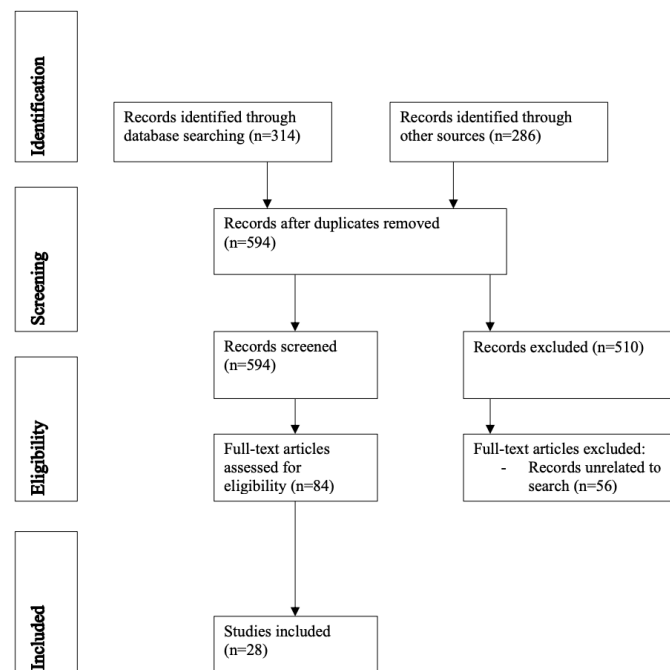 Identification
Records identified through
database searching (n=314)
Records identified through
other sources (n=286)
Screening
Records after duplicates removed
(n=594)
Records screened
(n=594)
Records excluded (n=510)
Eligibility
Full-text articles
assessed for
eligibility (n=84)
Full-text articles excluded:
- Records unrelated to
search (n=56)
Included
Studies included
(n=28)